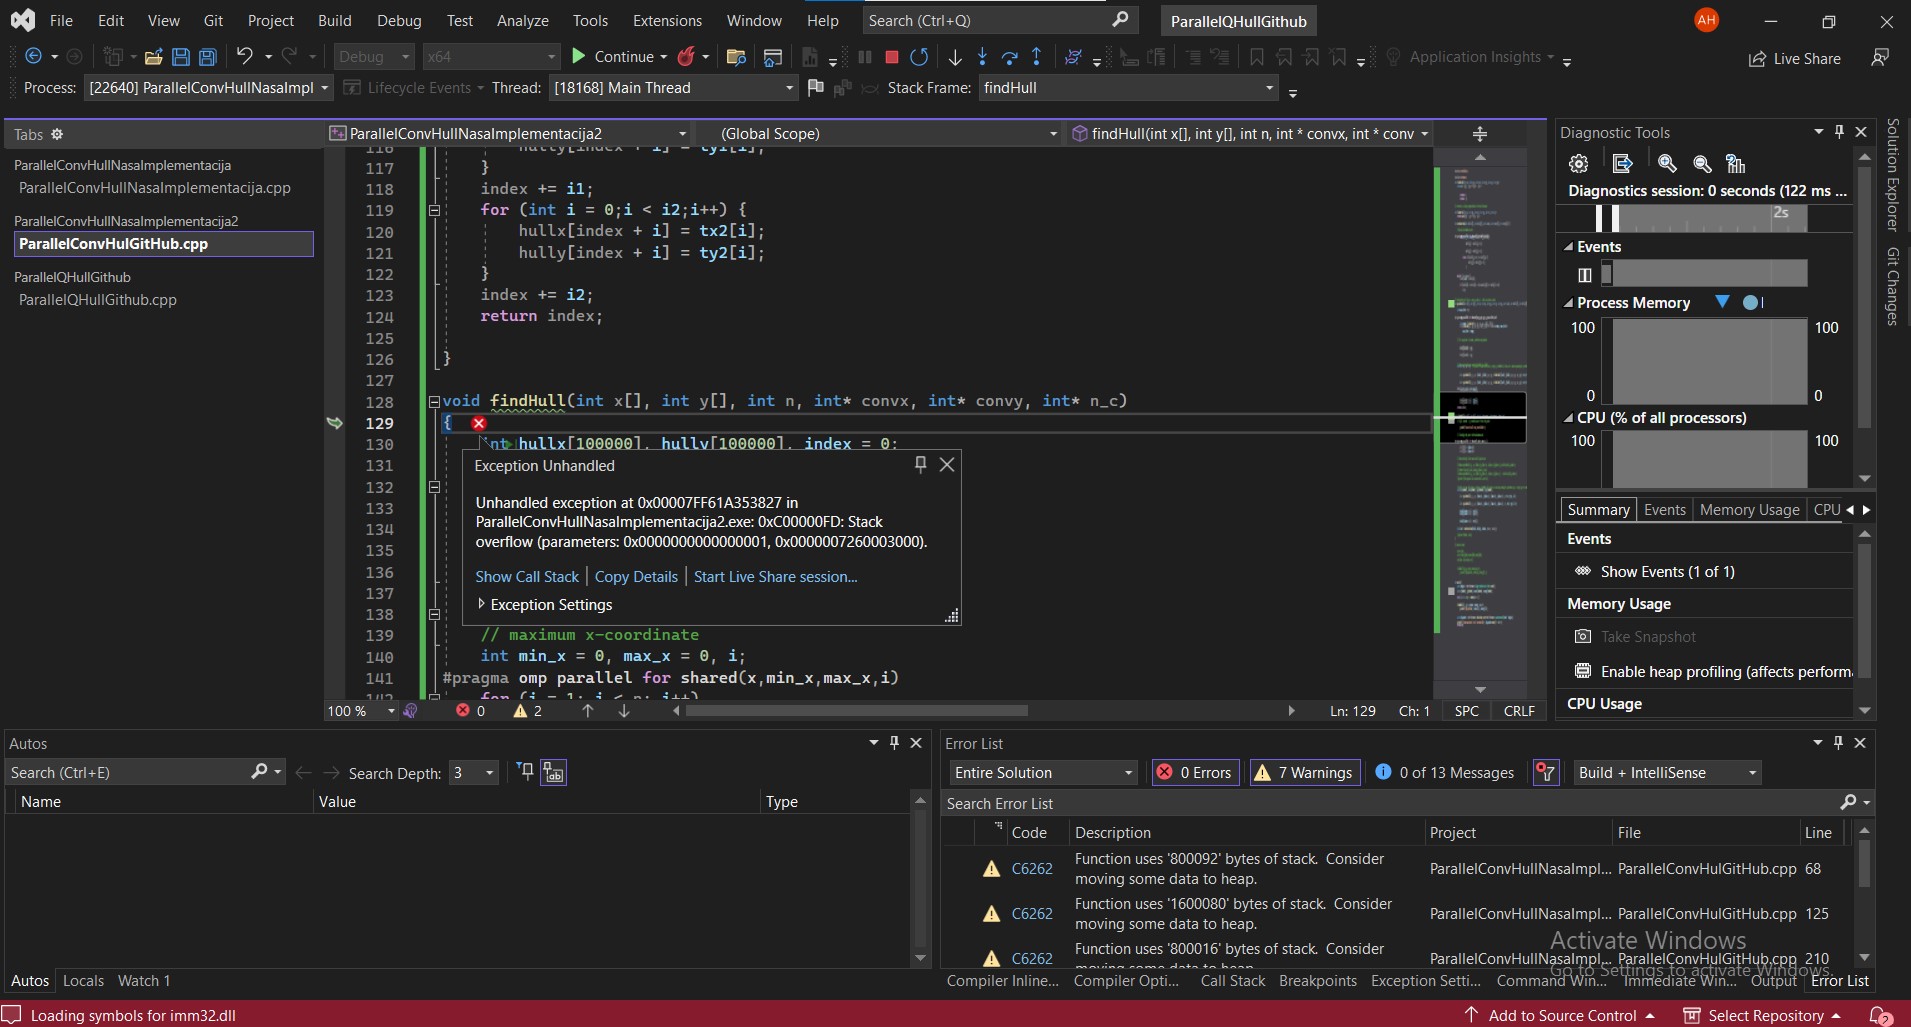 File Edit View Git Project Build Debug Test Analyze Tools Extensions Window Help Search (Ctrl+Q) ParallelQHullGithub AH
Debug x64 Continue Application Insights Live Share
Process: [22640] ParallelConvHullNasaImpl Lifecycle Events Thread: [18168] Main Thread Stack Frame: findHull
Tabs
ParallelConvHullNasaImplementacija
ParallelConvHullNasaImplementacija.cpp
ParallelConvHullNasaImplementacija2
ParallelConvHulGitHub.cpp
ParallelQHullGithub
ParallelQHullGithub.cpp
ParallelConvHullNasaImplementacija2 (Global Scope) findHull(int x[], int y[], int n, int * convx, int * conv
116 hully[index + i] = ty1[i];
117 }
118 index += i1;
119 for (int i = 0;i < i2;i++) {
120 hullx[index + i] = tx2[i];
121 hully[index + i] = ty2[i];
122 }
123 index += i2;
124 return index;
125
126 }
127
128 void findHull(int x[], int y[], int n, int* convx, int* convy, int* n_c)
129 {
130 int hullx[100000], hully[100000], index = 0;
131
132
133
134
135
136
137
138
139 // maximum x-coordinate
140 int min_x = 0, max_x = 0, i;
141 #pragma omp parallel for shared(x,min_x,max_x,i)
142 for (i = 1; i < n; i++)
Exception Unhandled
Unhandled exception at 0x00007FF61A353827 in
ParallelConvHullNasaImplementacija2.exe: 0xC00000FD: Stack
overflow (parameters: 0x0000000000000001, 0x0000007260003000).
Show Call Stack | Copy Details | Start Live Share session...
Exception Settings
100 % 0 2 Ln: 129 Ch: 1 SPC CRLF
Diagnostic Tools
Diagnostics session: 0 seconds (122 ms ...
2s
Events
Process Memory
100 100
0 0
CPU (% of all processors)
100 100
Summary Events Memory Usage CPU
Events
Show Events (1 of 1)
Memory Usage
Take Snapshot
Enable heap profiling (affects perform
CPU Usage
Solution Explorer
Git Changes
Autos
Search (Ctrl+E) Search Depth: 3
Name Value Type
Autos Locals Watch 1
Error List
Entire Solution 0 Errors 7 Warnings 0 of 13 Messages Build + IntelliSense
Search Error List
Code Description Project File Line
C6262 Function uses '800092' bytes of stack. Consider moving some data to heap. ParallelConvHullNasaImpl... ParallelConvHulGitHub.cpp 68
C6262 Function uses '1600080' bytes of stack. Consider moving some data to heap. ParallelConvHullNasaImpl... ParallelConvHulGitHub.cpp 125
C6262 Function uses '800016' bytes of stack. Consider moving some data to heap. ParallelConvHullNasaImpl... ParallelConvHulGitHub.cpp 210
Activate Windows
Go to Settings to activate Windows.
Compiler Inline... Compiler Opti... Call Stack Breakpoints Exception Setti... Command Win... Immediate Win... Output Error List
Loading symbols for imm32.dll Add to Source Control Select Repository 2